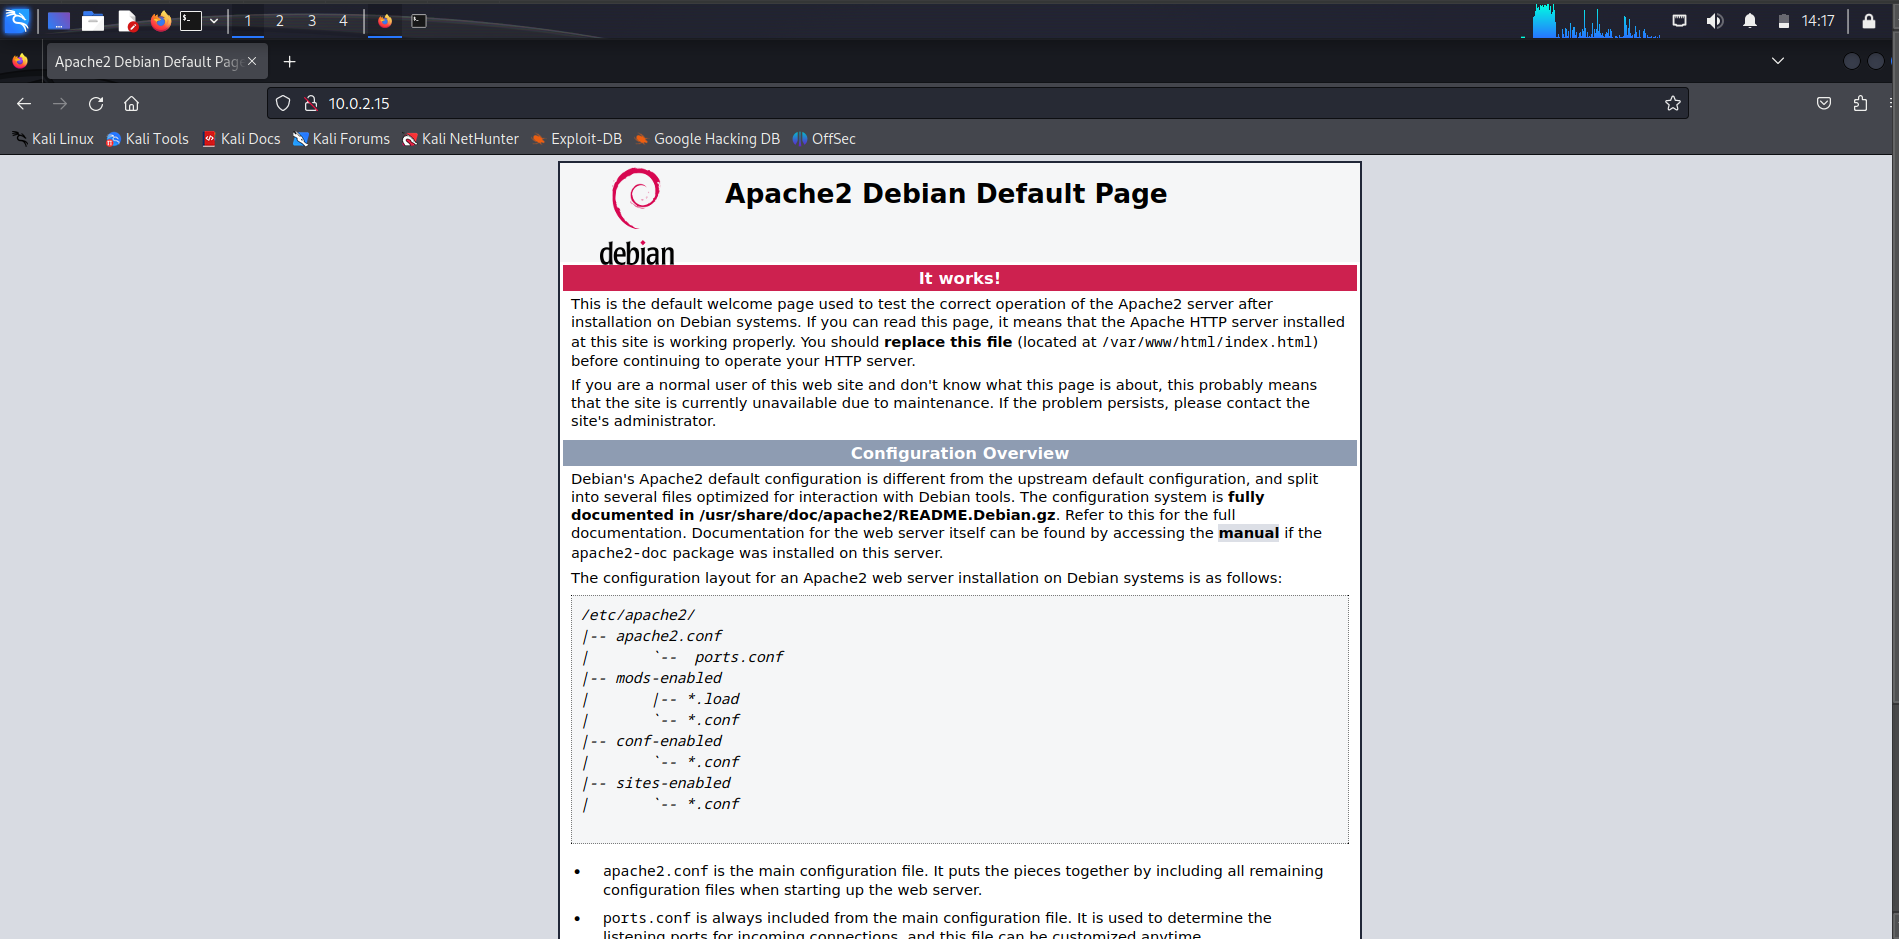 1 2 3 4
14:17
Apache2 Debian Default Page
10.0.2.15
Kali Linux Kali Tools Kali Docs Kali Forums Kali NetHunter Exploit-DB Google Hacking DB OffSec
debian
Apache2 Debian Default Page
It works!
This is the default welcome page used to test the correct operation of the Apache2 server after
installation on Debian systems. If you can read this page, it means that the Apache HTTP server installed
at this site is working properly. You should replace this file (located at /var/www/html/index.html)
before continuing to operate your HTTP server.
If you are a normal user of this web site and don't know what this page is about, this probably means
that the site is currently unavailable due to maintenance. If the problem persists, please contact the
site's administrator.
Configuration Overview
Debian's Apache2 default configuration is different from the upstream default configuration, and split
into several files optimized for interaction with Debian tools. The configuration system is fully
documented in /usr/share/doc/apache2/README.Debian.gz. Refer to this for the full
documentation. Documentation for the web server itself can be found by accessing the manual if the
apache2-doc package was installed on this server.
The configuration layout for an Apache2 web server installation on Debian systems is as follows:
/etc/apache2/
|-- apache2.conf
|       `--  ports.conf
|-- mods-enabled
|       |-- *.load
|       `-- *.conf
|-- conf-enabled
|       `-- *.conf
|-- sites-enabled
|       `-- *.conf
• apache2.conf is the main configuration file. It puts the pieces together by including all remaining
configuration files when starting up the web server.
• ports.conf is always included from the main configuration file. It is used to determine the
listening ports for incoming connections, and this file can be customized anytime.